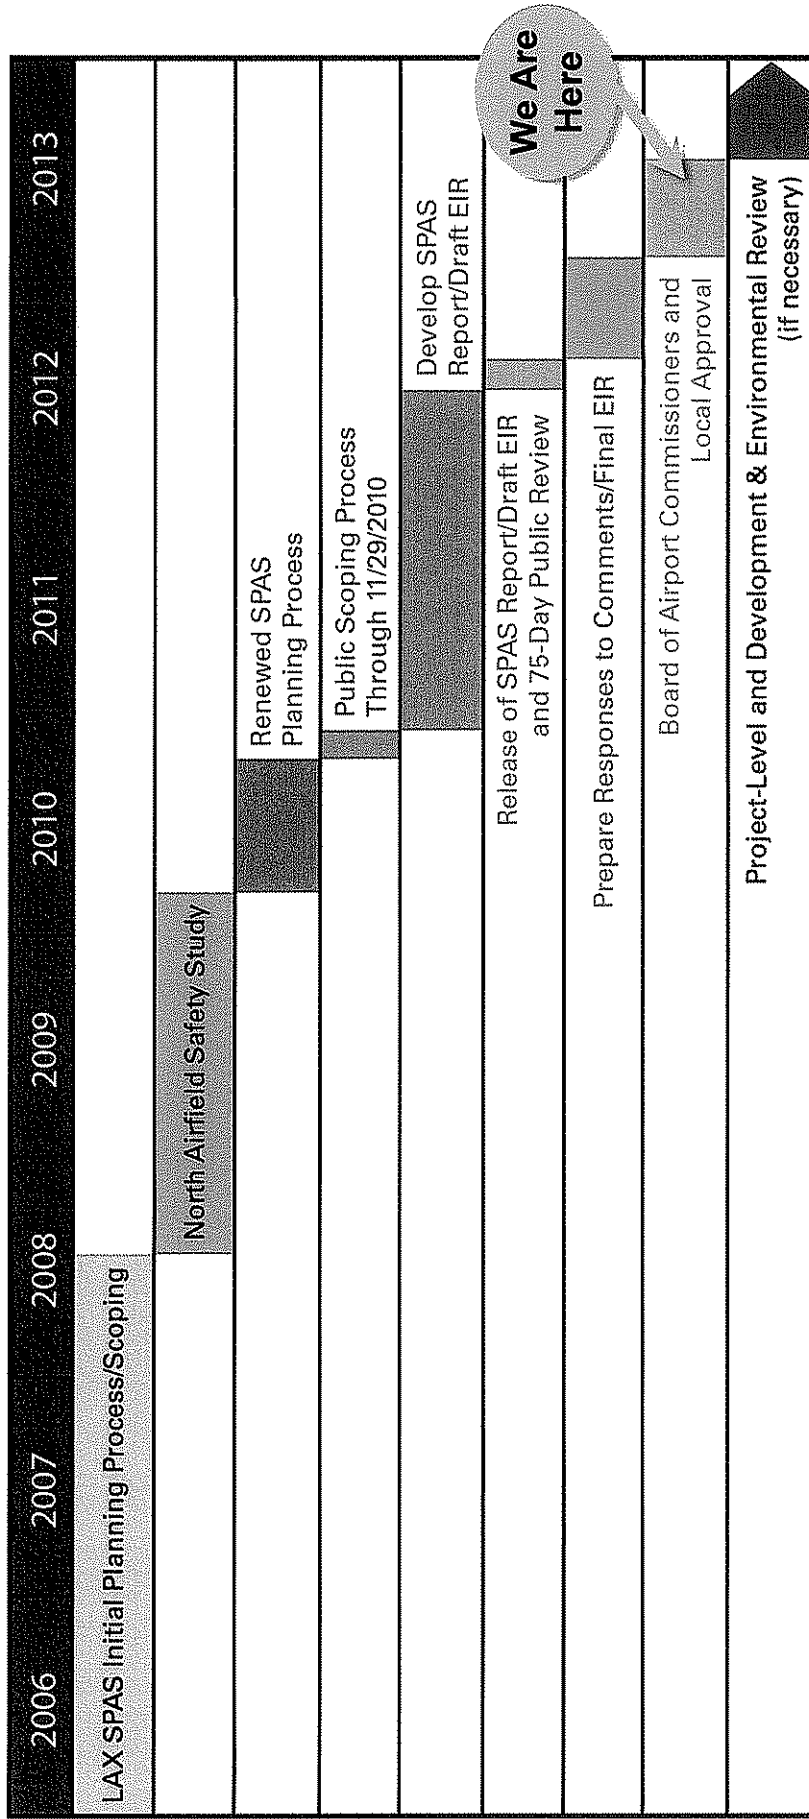 2006 2007 2008 2009 2010 2011 2012 2013
LAX SPAS Initial Planning Process/Scoping
North Airfield Safety Study
Renewed SPAS
Planning Process
Public Scoping Process
Through 11/29/2010
Develop SPAS
Report/Draft EIR
Release of SPAS Report/Draft EIR
and 75-Day Public Review
We Are
Here
Prepare Responses to Comments/Final EIR
Board of Airport Commissioners and
Local Approval
Project-Level and Development & Environmental Review
(if necessary)